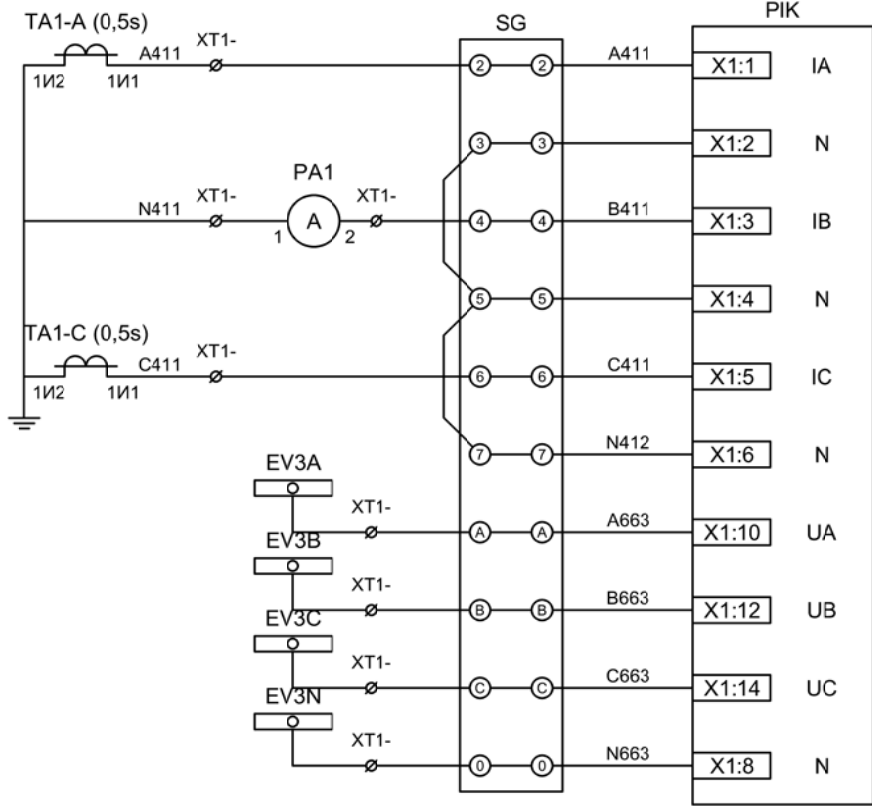 TA1-A (0,5s)
SG
PIK
XT1-
A411
1И2
1И1
2
2
A411
X1:1
IA
3
3
X1:2
N
PA1
XT1-
XT1-
N411
1
A
2
4
4
B411
X1:3
IB
5
5
X1:4
N
TA1-C (0,5s)
XT1-
C411
1И2
1И1
6
6
C411
X1:5
IC
7
7
N412
X1:6
N
EV3A
XT1-
A
A
A663
X1:10
UA
EV3B
XT1-
B
B
B663
X1:12
UB
EV3C
XT1-
C
C
C663
X1:14
UC
EV3N
XT1-
0
0
N663
X1:8
N